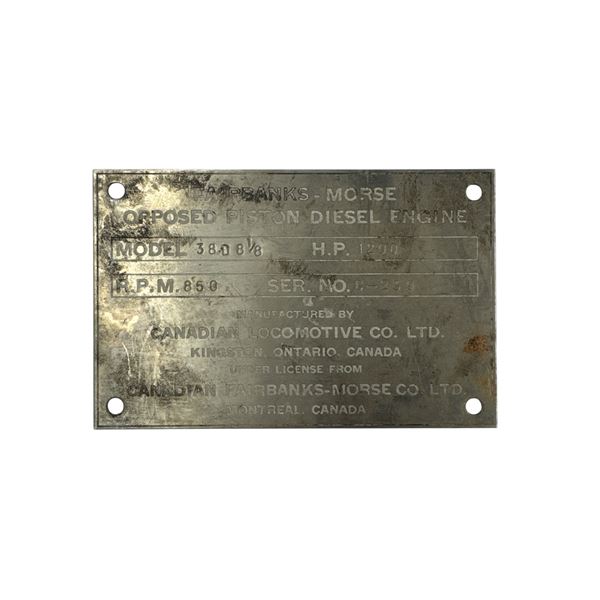 FAIRBANKS - MORSE
OPPOSED PISTON DIESEL ENGINE
MODEL 38D8 1/8 H.P. 1200
R.P.M. 850 SER. NO.
MANUFACTURED BY
CANADIAN LOCOMOTIVE CO. LTD.
KINGSTON, ONTARIO, CANADA
UNDER LICENSE FROM
CANADIAN FAIRBANKS-MORSE CO. LTD.
MONTREAL, CANADA